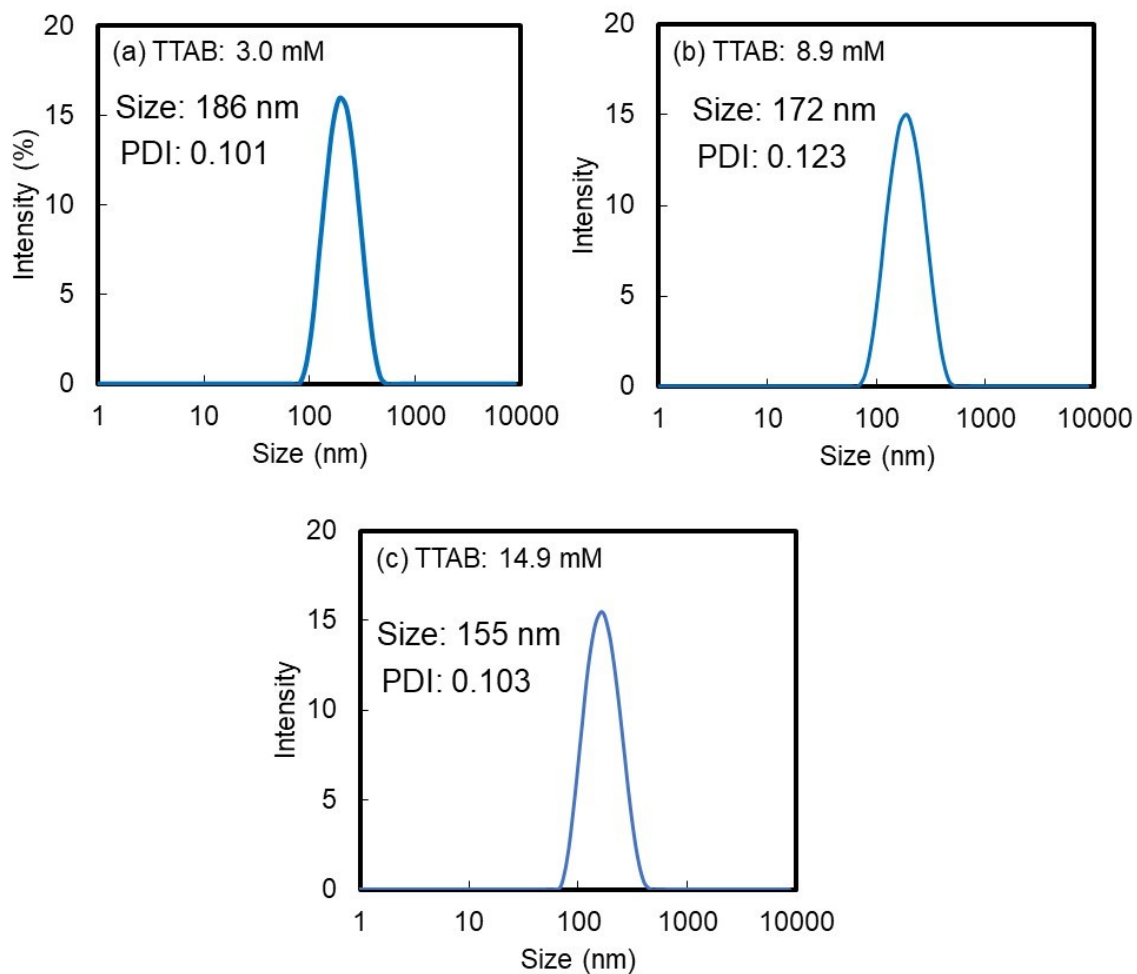 20
15
10
5
0
Intensity (%)
(a) TTAB: 3.0 mM
Size: 186 nm
PDI: 0.101
1 10 100 1000 10000
Size (nm)
20
15
10
5
0
Intensity
(b) TTAB: 8.9 mM
Size: 172 nm
PDI: 0.123
1 10 100 1000 10000
Size (nm)
20
15
10
5
0
Intensity
(c) TTAB: 14.9 mM
Size: 155 nm
PDI: 0.103
1 10 100 1000 10000
Size (nm)